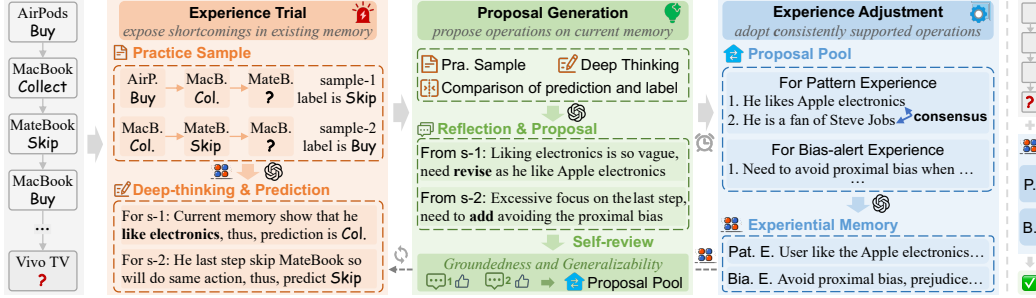 AirPods
Buy
MacBook
Collect
MateBook
Skip
MacBook
Buy
...
Vivo TV
?
Experience Trial
expose shortcomings in existing memory
Practice Sample
AirP. MacB. MateB. sample-1
Buy Col. ? label is Skip
MacB. MateB. MacB. sample-2
Col. Skip ? label is Buy
Deep-thinking & Prediction
For s-1: Current memory show that he
like electronics, thus, prediction is Col.
For s-2: He last step skip MateBook so
will do same action, thus, predict Skip
Proposal Generation
propose operations on current memory
Pra. Sample Deep Thinking
Comparison of prediction and label
Reflection & Proposal
From s-1: Liking electronics is so vague,
need revise as he like Apple electronics
From s-2: Excessive focus on the last step,
need to add avoiding the proximal bias
Self-review
Groundedness and Generalizability
1 2 Proposal Pool
Experience Adjustment
adopt consistently supported operations
Proposal Pool
For Pattern Experience
1. He likes Apple electronics
2. He is a fan of Steve Jobs consensus
For Bias-alert Experience
1. Need to avoid proximal bias when ...
...
Experiential Memory
Pat. E. User like the Apple electronics...
Bia. E. Avoid proximal bias, prejudice...
?
P.
B.